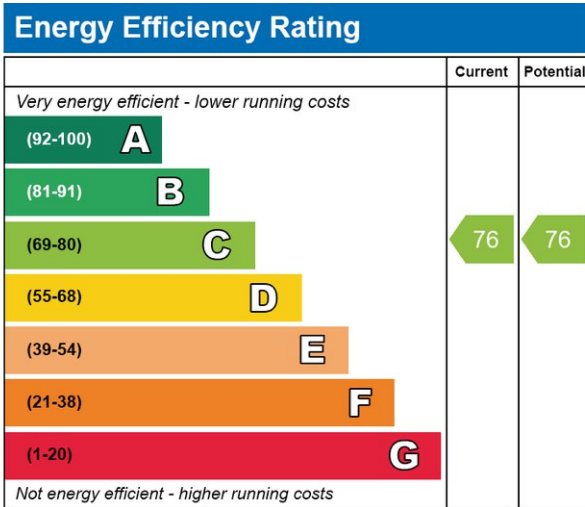 Energy Efficiency Rating
Current Potential
Very energy efficient - lower running costs
(92-100) A
(81-91) B
(69-80) C 76 76
(55-68) D
(39-54) E
(21-38) F
(1-20) G
Not energy efficient - higher running costs